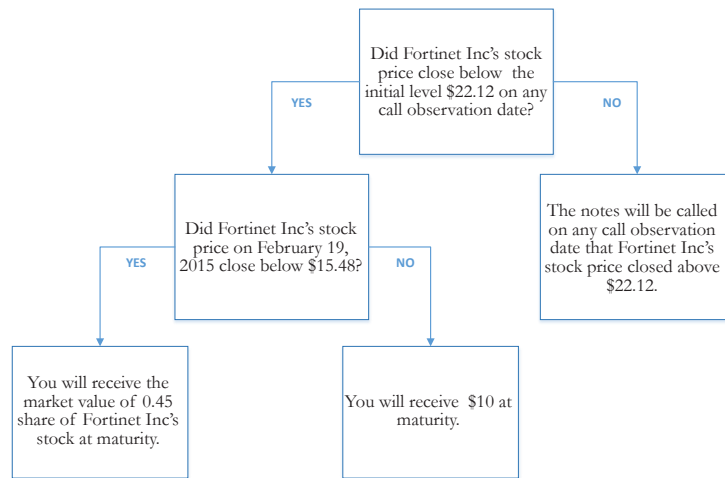 Did Fortinet Inc's stock
price close below the
initial level $22.12 on any
call observation date?
YES
NO
Did Fortinet Inc's stock
price on February 19,
2015 close below $15.48?
The notes will be called
on any call observation
date that Fortinet Inc's
stock price closed above
$22.12.
YES
NO
You will receive the
market value of 0.45
share of Fortinet Inc's
stock at maturity.
You will receive $10 at
maturity.